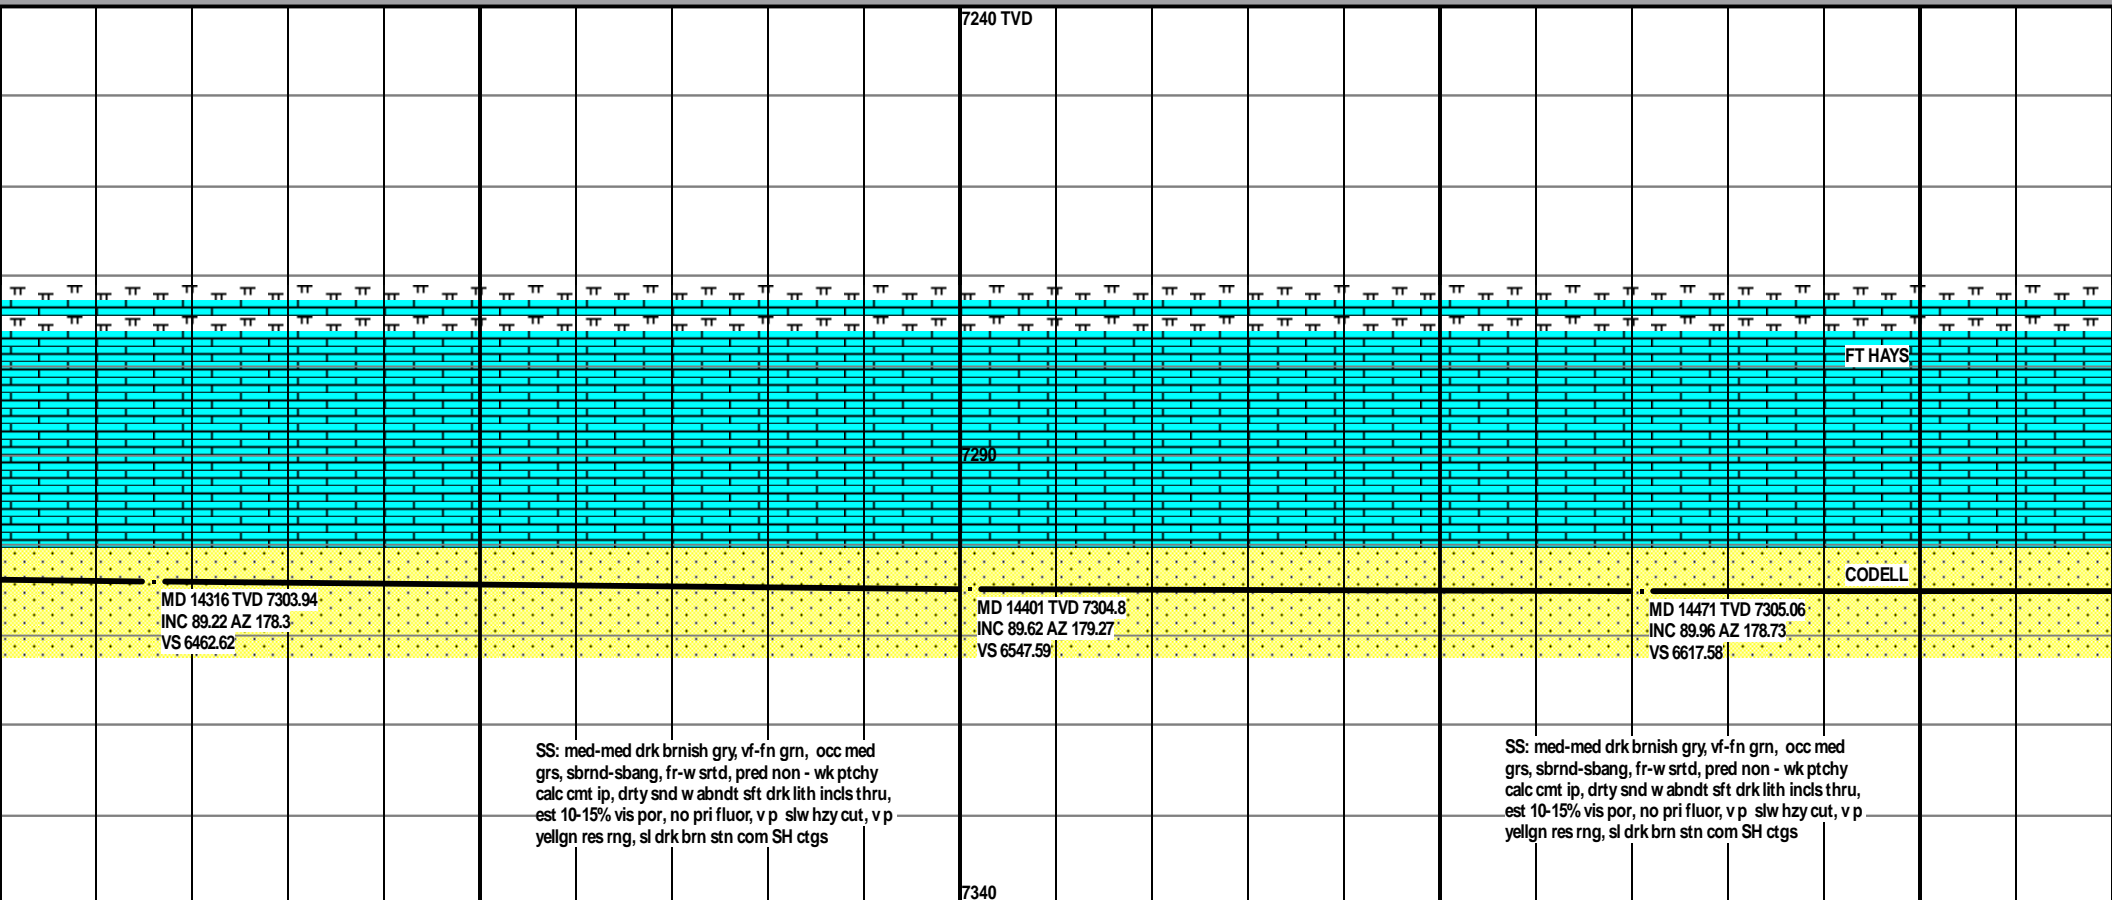 7240 TVD
FT HAYS
7290
CODELL
MD 14316 TVD 7303.94
INC 89.22 AZ 178.3
VS 6462.62
MD 14401 TVD 7304.8
INC 89.62 AZ 179.27
VS 6547.59
MD 14471 TVD 7305.06
INC 89.96 AZ 178.73
VS 6617.58
SS: med-med drk brnish gry, vf-fn grn, occ med
grs, sbrnd-sbang, fr-w srtd, pred non - wk ptchy
calc cmt ip, drty snd w abndt sft drk lith incls thru,
est 10-15% vis por, no pri fluor, v p slw hzy cut, v p
yellgn res rng, sl drk brn stn com SH ctgs
SS: med-med drk brnish gry, vf-fn grn, occ med
grs, sbrnd-sbang, fr-w srtd, pred non - wk ptchy
calc cmt ip, drty snd w abndt sft drk lith incls thru,
est 10-15% vis por, no pri fluor, v p slw hzy cut, v p
yellgn res rng, sl drk brn stn com SH ctgs
7340